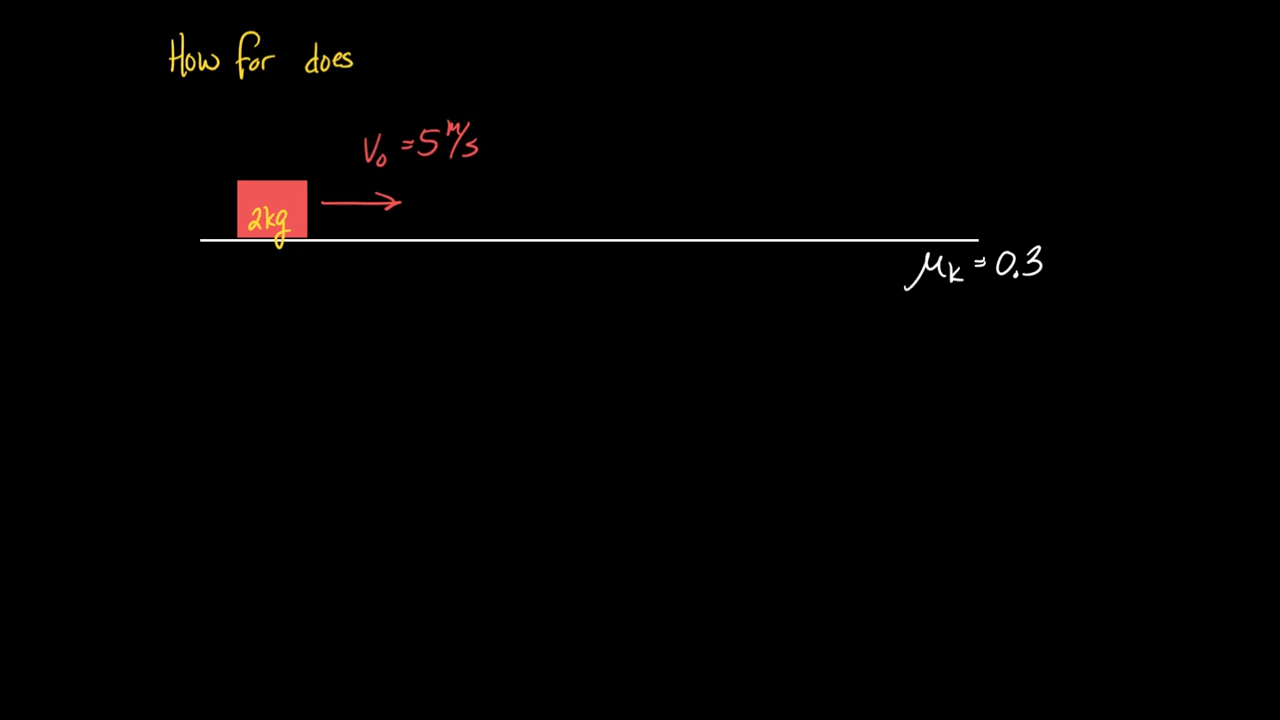 How far does
V₀ = 5 m/s
2kg
μk = 0.3